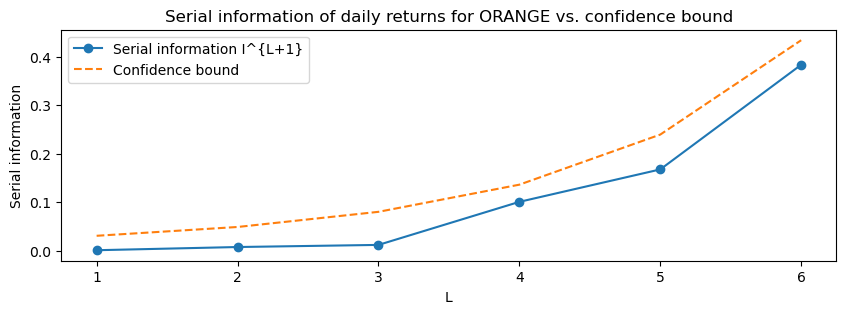 Serial information of daily returns for ORANGE vs. confidence bound
Serial information I^{L+1}
Confidence bound
Serial information
0.4
0.3
0.2
0.1
0.0
1 2 3 4 5 6
L